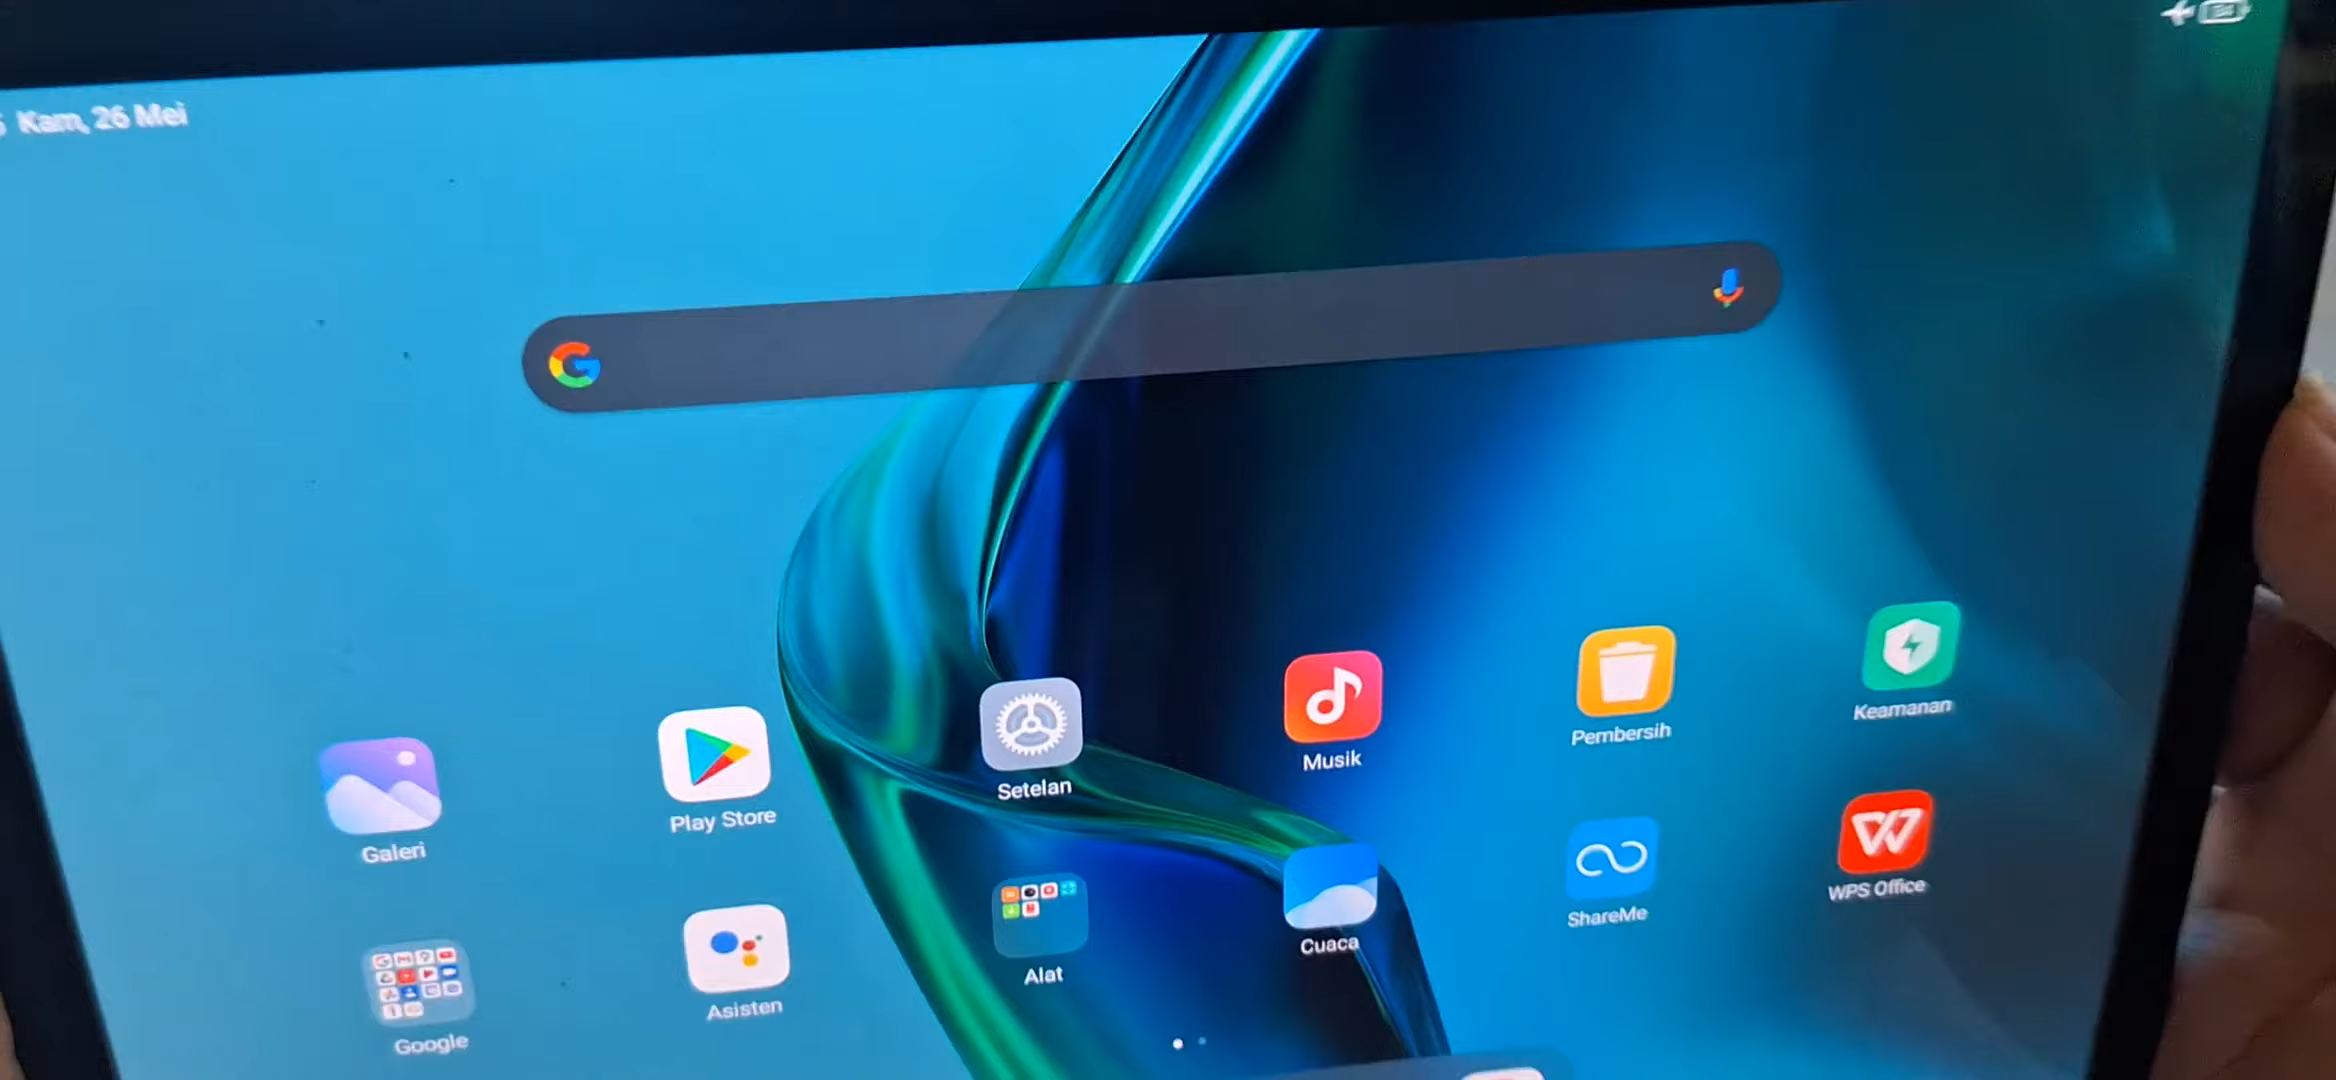 Kam, 26 Mei
Galeri
Play Store
Setelan
Musik
Pembersih
Keamanan
Google
Asisten
Alat
Cuaca
ShareMe
WPS Office